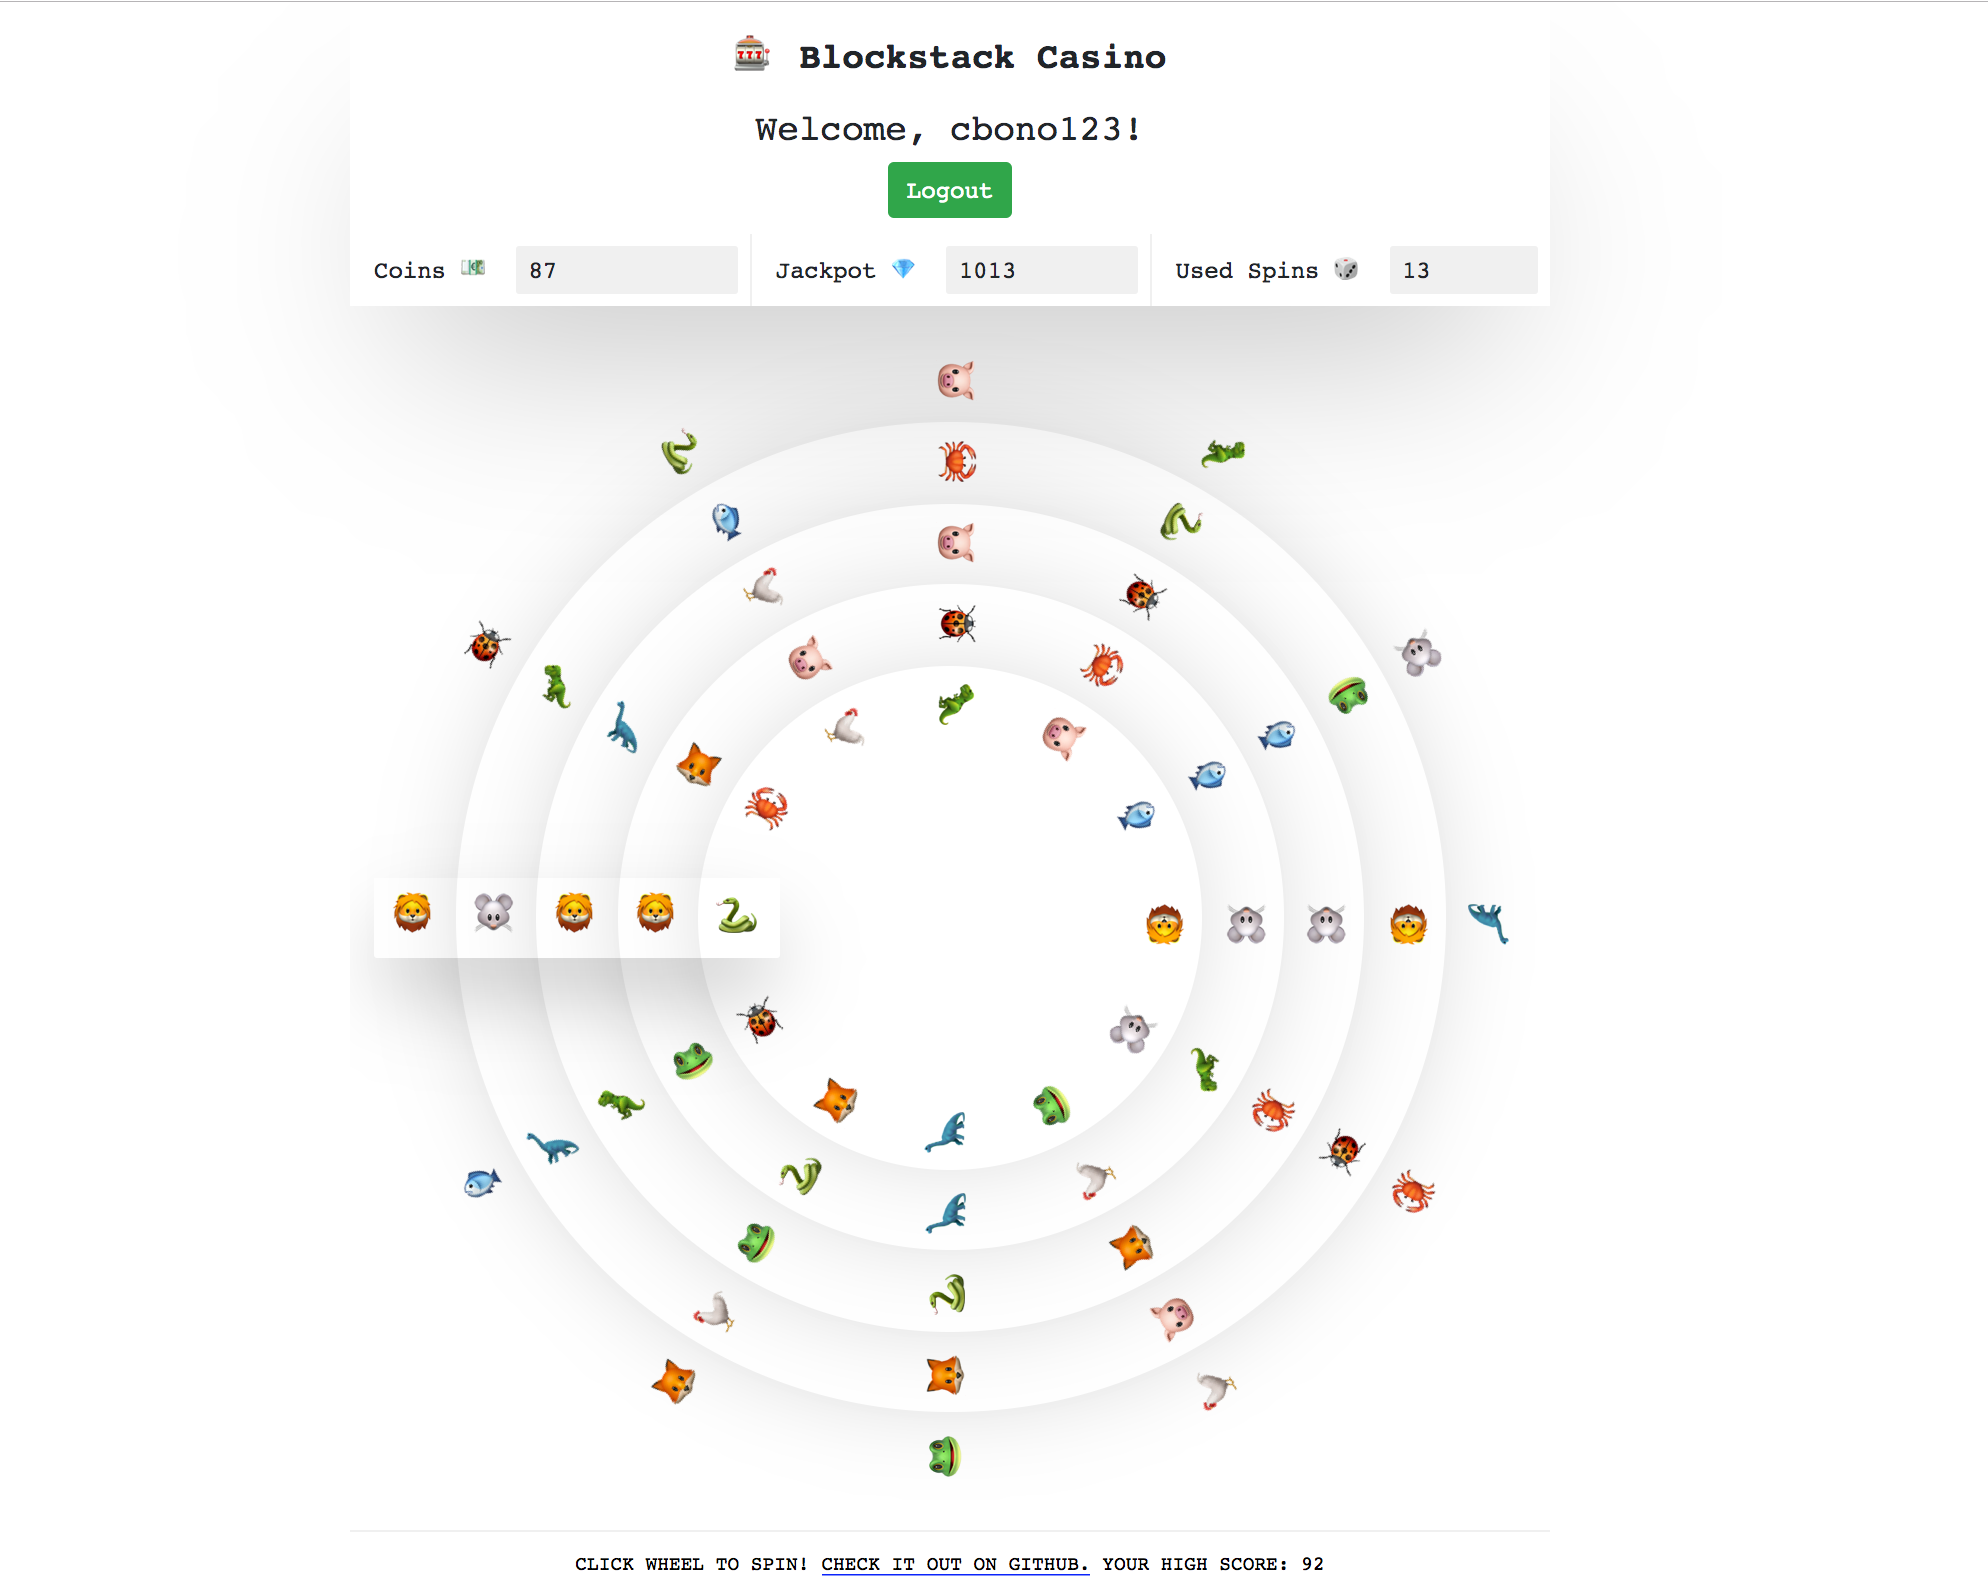 Blockstack Casino
Welcome, cbono123!
Logout
Coins 87 Jackpot 1013 Used Spins 13
CLICK WHEEL TO SPIN! CHECK IT OUT ON GITHUB. YOUR HIGH SCORE: 92